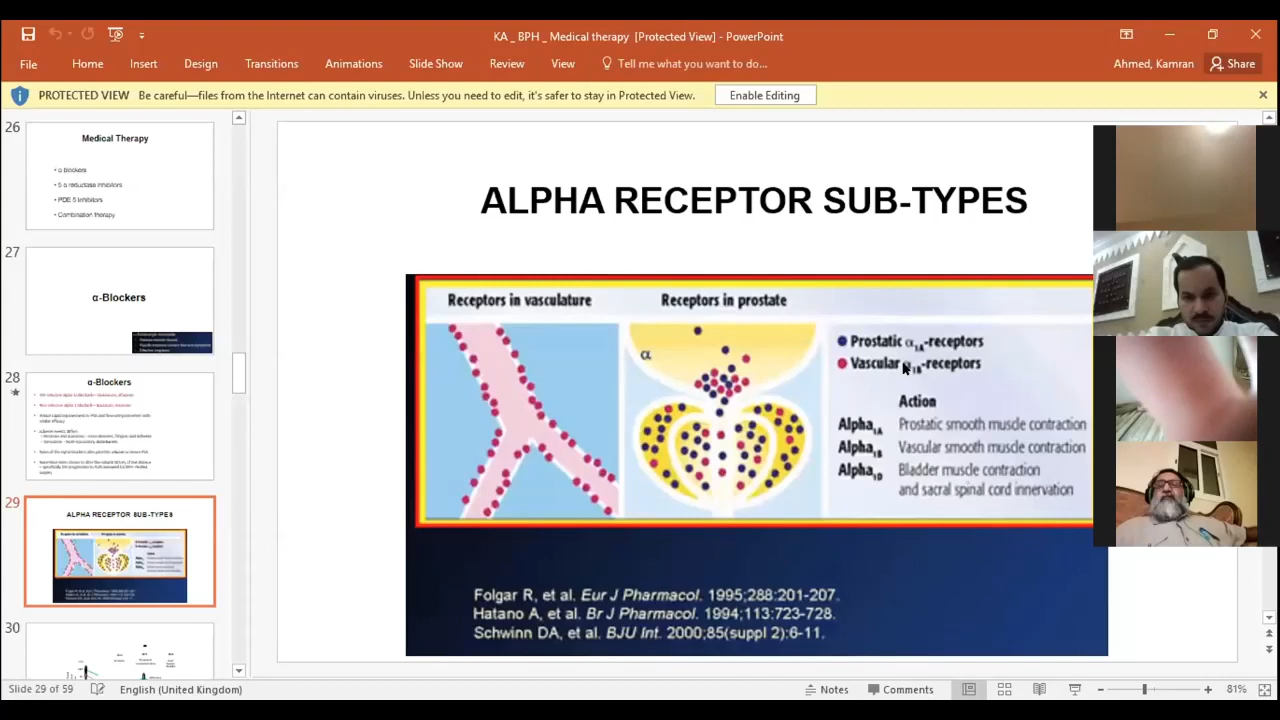 KA _ BPH _ Medical therapy [Protected View] - PowerPoint
File Home Insert Design Transitions Animations Slide Show Review View Tell me what you want to do... Ahmed, Kamran Share
PROTECTED VIEW Be careful—files from the Internet can contain viruses. Unless you need to edit, it's safer to stay in Protected View. Enable Editing
26
Medical Therapy
• α blockers
• 5 α reductase inhibitors
• PDE 5 Inhibitors
• Combination therapy
27
α-Blockers
28
α-Blockers
29
ALPHA RECEPTOR SUB-TYPES
30
ALPHA RECEPTOR SUB-TYPES
Receptors in vasculature
Receptors in prostate
α
Prostatic α1A-receptors
Vascular α1B-receptors
Action
Alpha1A Prostatic smooth muscle contraction
Alpha1B Vascular smooth muscle contraction
Alpha1D Bladder muscle contraction
and sacral spinal cord innervation
Folgar R, et al. Eur J Pharmacol. 1995;288:201-207.
Hatano A, et al. Br J Pharmacol. 1994;113:723-728.
Schwinn DA, et al. BJU Int. 2000;85(suppl 2):6-11.
Slide 29 of 59 English (United Kingdom) Notes Comments 81%